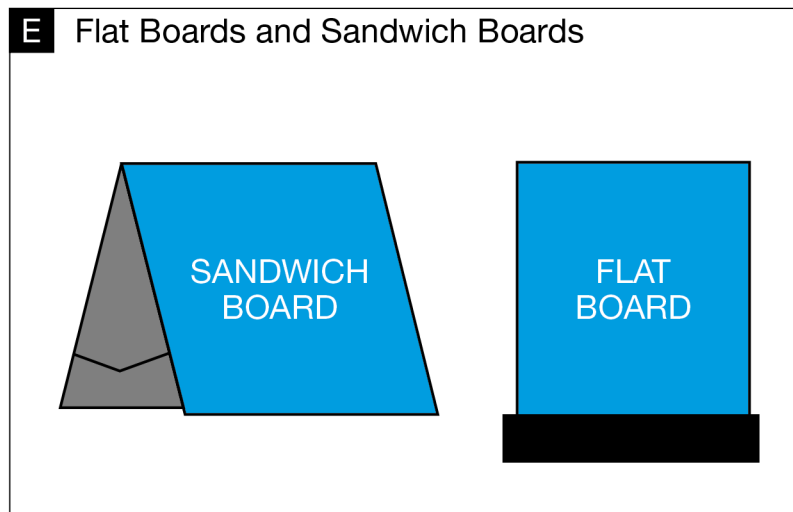 E Flat Boards and Sandwich Boards
SANDWICH
BOARD
FLAT
BOARD